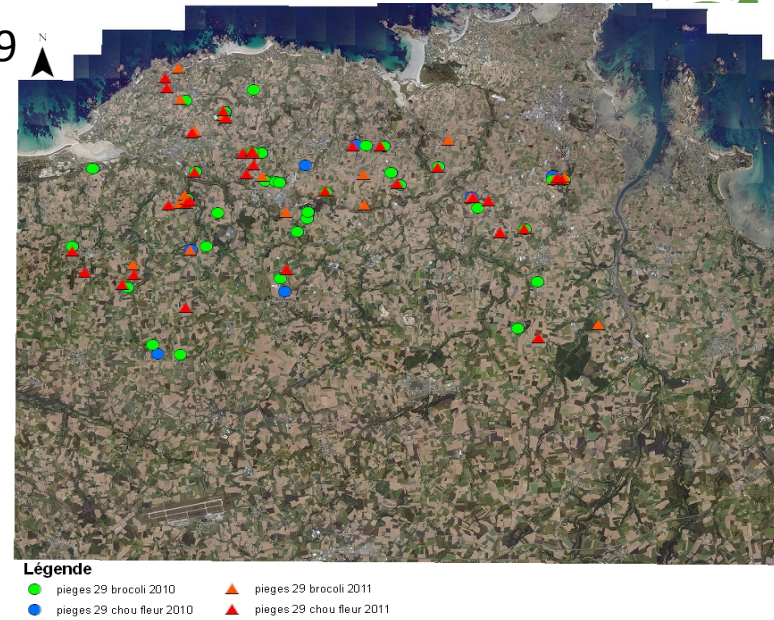 9
N
Légende
pieges 29 brocoli 2010
pieges 29 brocoli 2011
pieges 29 chou fleur 2010
pieges 29 chou fleur 2011